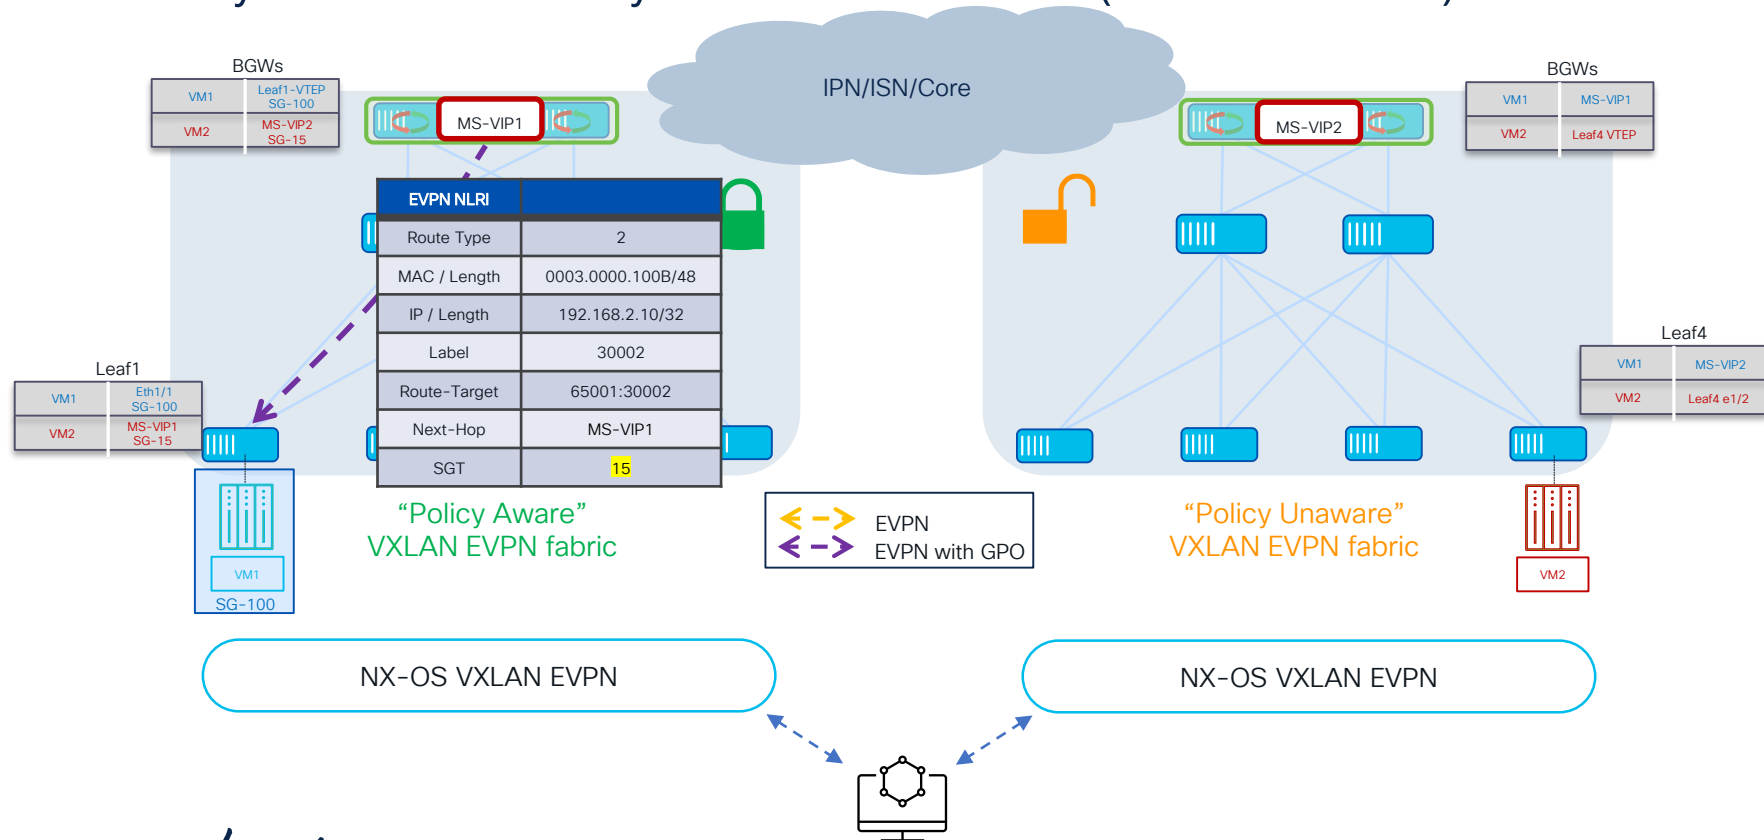 BGWs
VM1 Leaf1-VTEP
SG-100
VM2 MS-VIP2
SG-15
MS-VIP1
IPN/ISN/Core
MS-VIP2
BGWs
VM1 MS-VIP1
VM2 Leaf4 VTEP
EVPN NLRI
Route Type 2
MAC / Length 0003.0000.100B/48
IP / Length 192.168.2.10/32
Label 30002
Route-Target 65001:30002
Next-Hop MS-VIP1
SGT 15
Leaf1
VM1 Eth1/1
SG-100
VM2 MS-VIP1
SG-15
Leaf4
VM1 MS-VIP2
VM2 Leaf4 e1/2
VM1
SG-100
“Policy Aware”
VXLAN EVPN fabric
EVPN
EVPN with GPO
“Policy Unaware”
VXLAN EVPN fabric
VM2
NX-OS VXLAN EVPN
NX-OS VXLAN EVPN